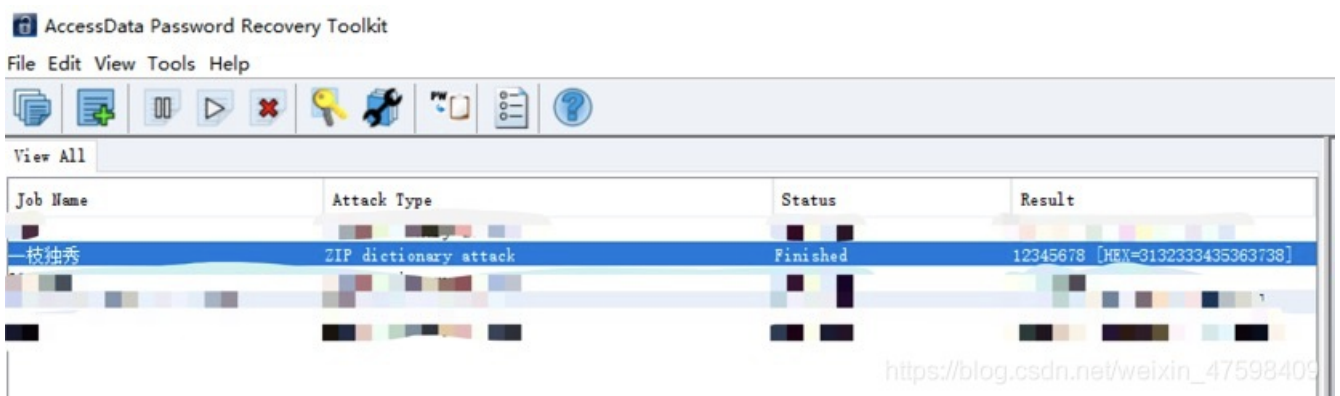 AccessData Password Recovery Toolkit
File Edit View Tools Help
View All
Job Name Attack Type Status Result
一枝独秀 ZIP dictionary attack Finished 12345678 [HEX=3132333435363738]
https://blog.csdn.net/weixin_47598409